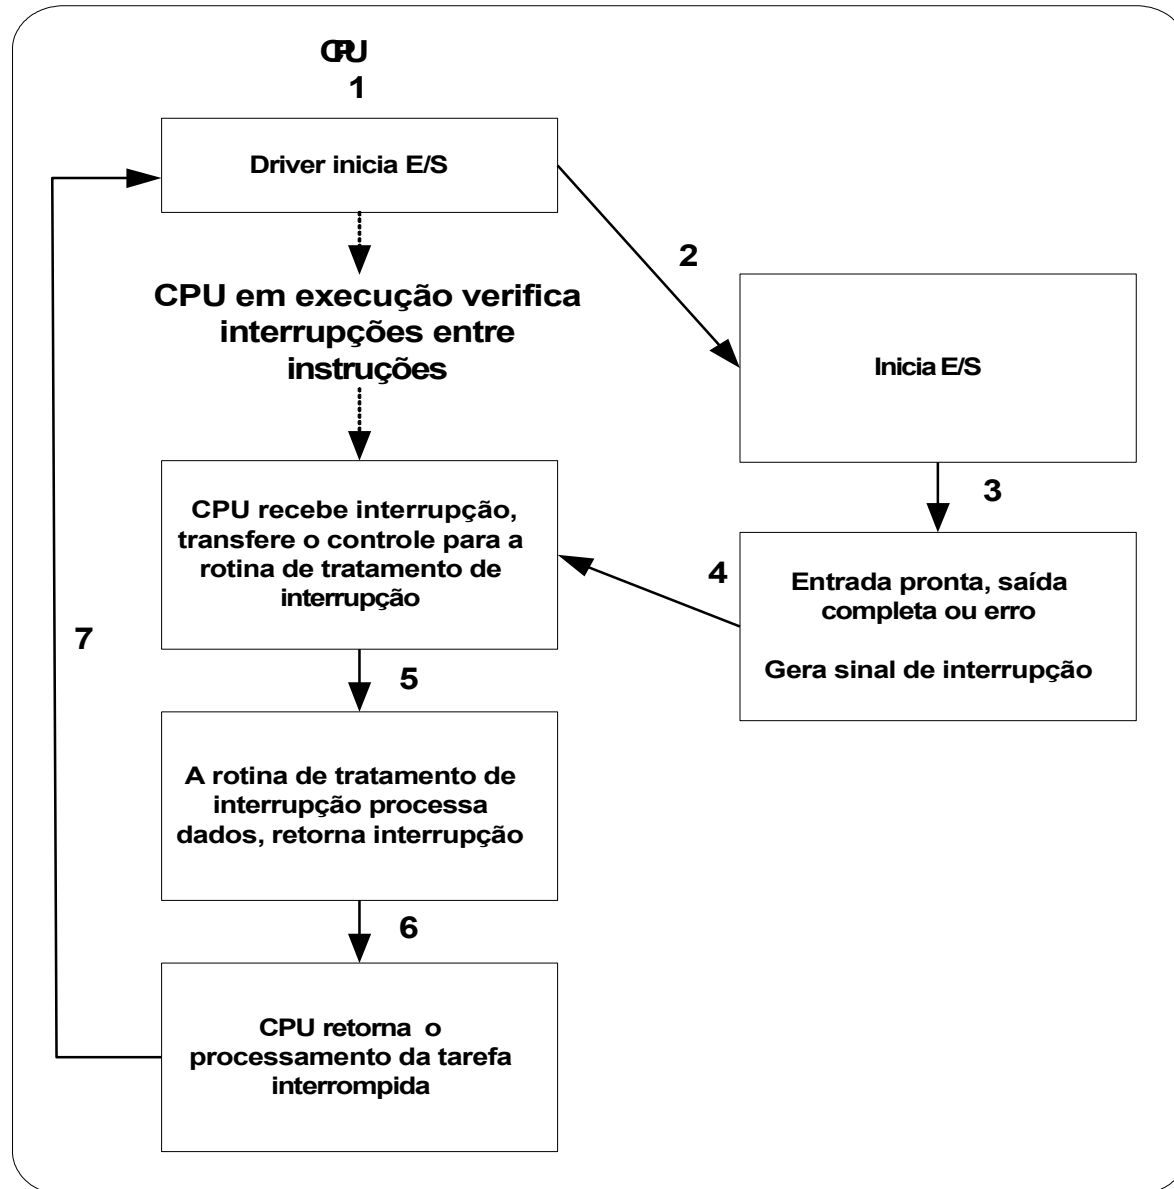 CPU
1
Driver inicia E/S
2
CPU em execução verifica
interrupções entre
instruções
Inicia E/S
3
CPU recebe interrupção,
transfere o controle para a
rotina de tratamento de
interrupção
4
Entrada pronta, saída
completa ou erro
Gera sinal de interrupção
7
5
A rotina de tratamento de
interrupção processa
dados, retorna interrupção
6
CPU retorna o
processamento da tarefa
interrompida